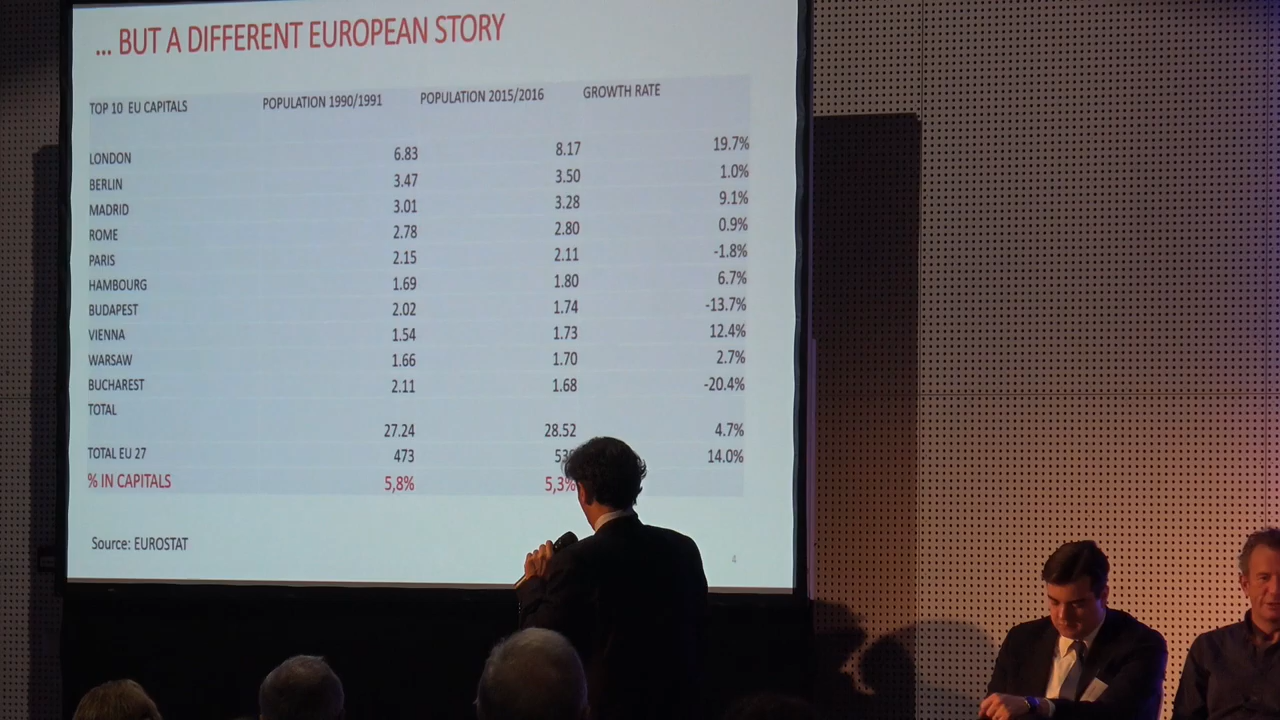 ... BUT A DIFFERENT EUROPEAN STORY
TOP 10 EU CAPITALS POPULATION 1990/1991 POPULATION 2015/2016 GROWTH RATE
LONDON 6.83 8.17 19.7%
BERLIN 3.47 3.50 1.0%
MADRID 3.01 3.28 9.1%
ROME 2.78 2.80 0.9%
PARIS 2.15 2.11 -1.8%
HAMBOURG 1.69 1.80 6.7%
BUDAPEST 2.02 1.74 -13.7%
VIENNA 1.54 1.73 12.4%
WARSAW 1.66 1.70 2.7%
BUCHAREST 2.11 1.68 -20.4%
TOTAL
27.24 28.52 4.7%
TOTAL EU 27 473 14.0%
% IN CAPITALS 5,8% 5,3%
Source: EUROSTAT
4